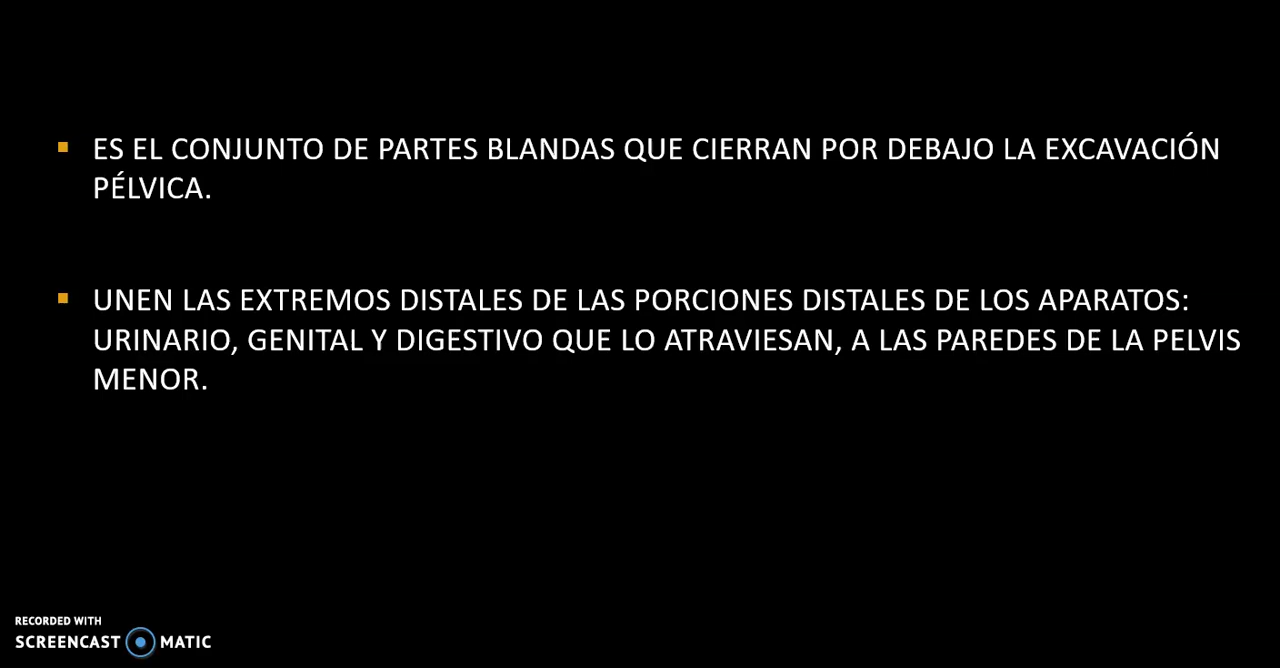 ES EL CONJUNTO DE PARTES BLANDAS QUE CIERRAN POR DEBAJO LA EXCAVACIÓN
PÉLVICA.
UNEN LAS EXTREMOS DISTALES DE LAS PORCIONES DISTALES DE LOS APARATOS:
URINARIO, GENITAL Y DIGESTIVO QUE LO ATRAVIESAN, A LAS PAREDES DE LA PELVIS
MENOR.
RECORDED WITH
SCREENCAST MATIC